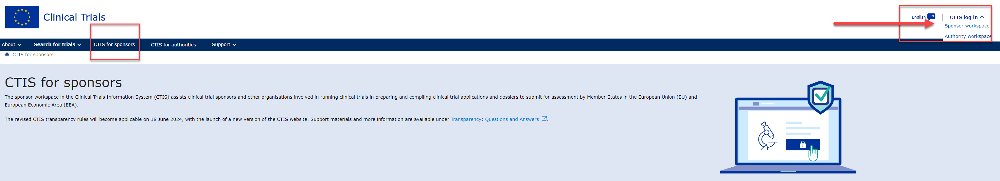 Clinical Trials
English EN
CTIS log in
Sponsor workspace
Authority workspace
About
Search for trials
CTIS for sponsors
CTIS for authorities
Support
CTIS for sponsors
CTIS for sponsors
The sponsor workspace in the Clinical Trials Information System (CTIS) assists clinical trial sponsors and other organisations involved in running clinical trials in preparing and compiling clinical trial applications and dossiers to submit for assessment by Member States in the European Union (EU) and
European Economic Area (EEA).
The revised CTIS transparency rules will become applicable on 18 June 2024, with the launch of a new version of the CTIS website. Support materials and more information are available under Transparency: Questions and Answers .